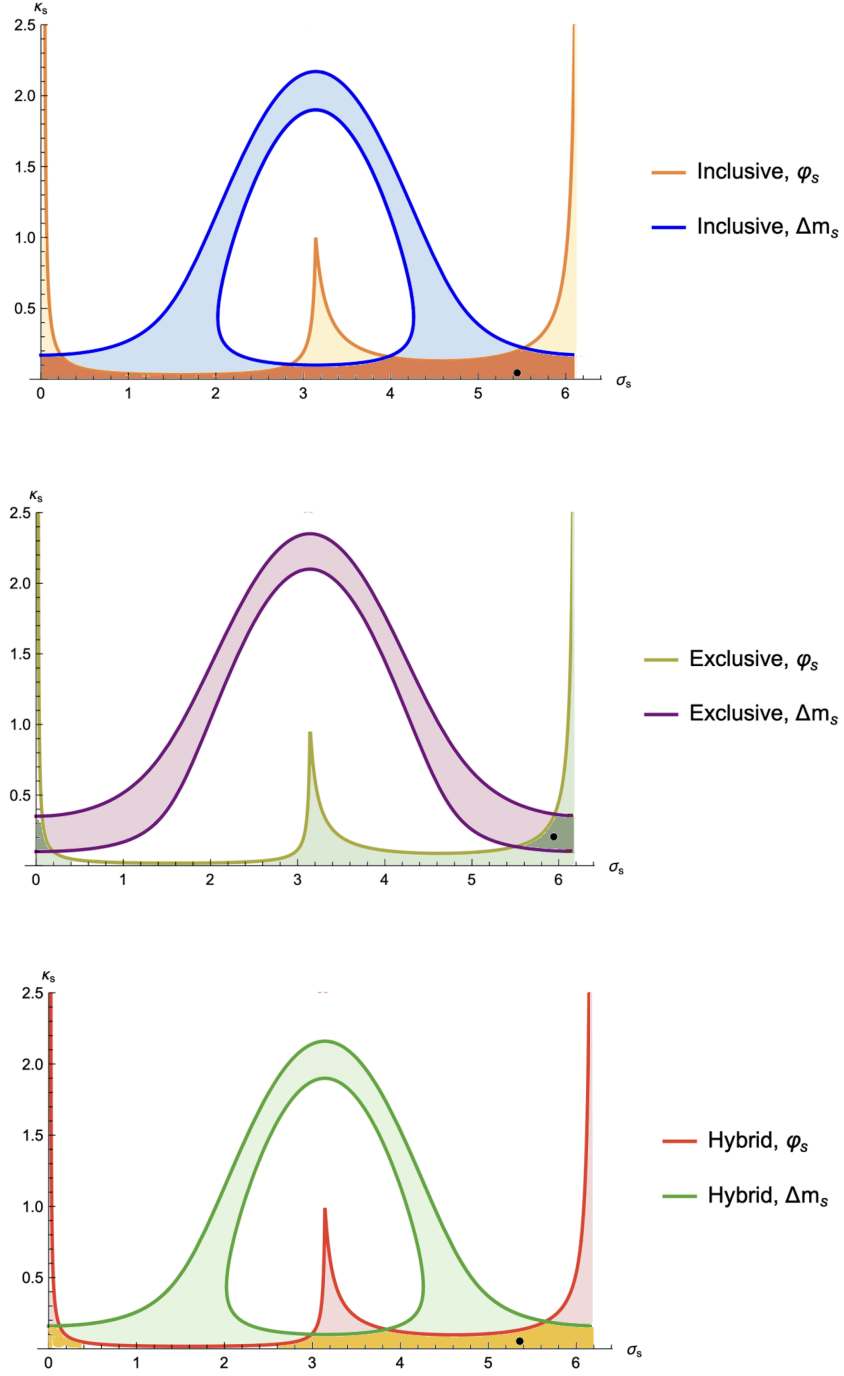 κs
2.5
2.0
1.5
1.0
0.5
0 1 2 3 4 5 6 σs
Inclusive, φs
Inclusive, Δms
κs
2.5
2.0
1.5
1.0
0.5
0 1 2 3 4 5 6 σs
Exclusive, φs
Exclusive, Δms
κs
2.5
2.0
1.5
1.0
0.5
0 1 2 3 4 5 6 σs
Hybrid, φs
Hybrid, Δms